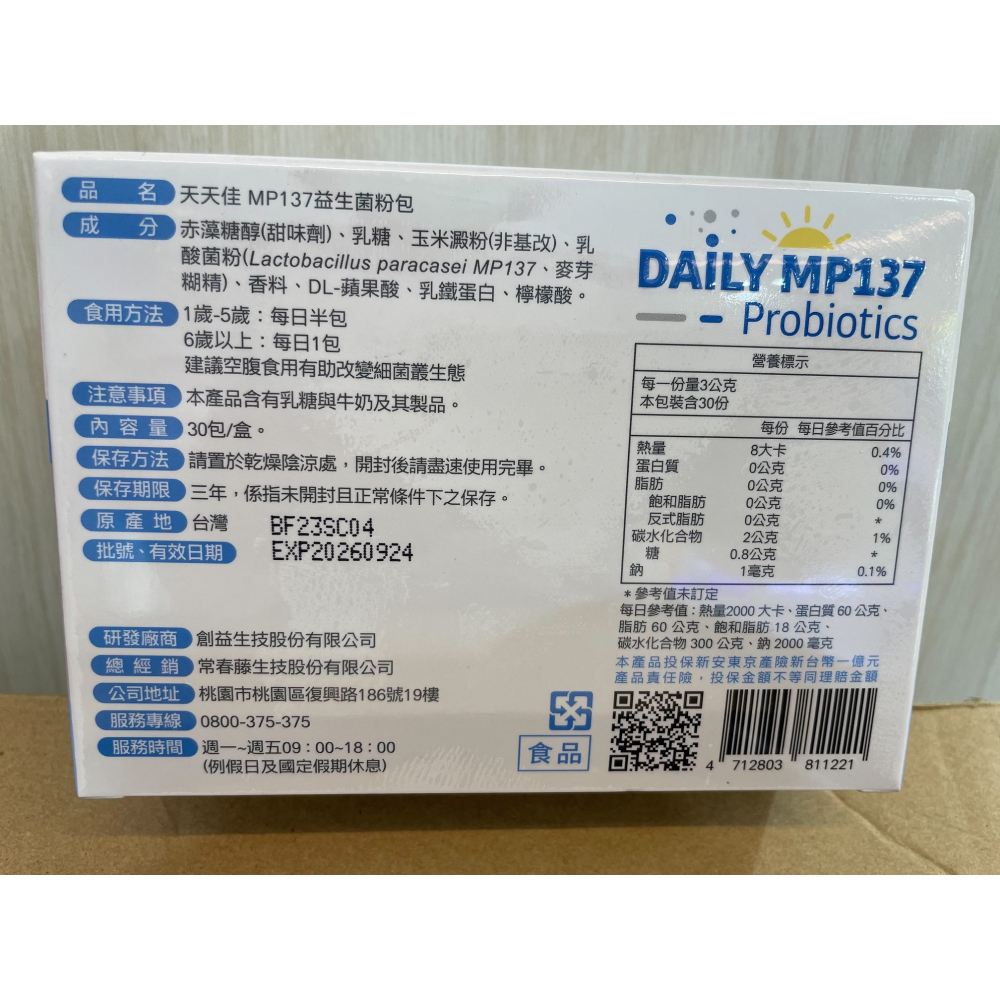 品名 天天佳 MP137益生菌粉包
成分 赤藻糖醇(甜味劑)、乳糖、玉米澱粉(非基改)、乳
酸菌粉(Lactobacillus paracasei MP137、麥芽
糊精)、香料、DL-蘋果酸、乳鐵蛋白、檸檬酸。
食用方法 1歲-5歲：每日半包
6歲以上：每日1包
建議空腹食用有助改變細菌叢生態
注意事項 本產品含有乳糖與牛奶及其製品。
內容量 30包/盒。
保存方法 請置於乾燥陰涼處，開封後請盡速使用完畢。
保存期限 三年，係指未開封且正常條件下之保存。
原產地 台灣
批號、有效日期 BF23SC04
EXP20260924
研發廠商 創益生技股份有限公司
總經銷 常春藤生技股份有限公司
公司地址 桃園市桃園區復興路186號19樓
服務專線 0800-375-375
服務時間 週一~週五09：00~18：00
(例假日及國定假期休息)
DAILY MP137
Probiotics
營養標示
每一份量3公克
本包裝含30份
每份 每日參考值百分比
熱量 8大卡 0.4%
蛋白質 0公克 0%
脂肪 0公克 0%
飽和脂肪 0公克 0%
反式脂肪 0公克 *
碳水化合物 2公克 1%
糖 0.8公克 *
鈉 1毫克 0.1%
*參考值未訂定
每日參考值：熱量2000 大卡、蛋白質 60 公克、
脂肪 60 公克、飽和脂肪 18 公克、
碳水化合物 300 公克、鈉 2000 毫克
本產品投保新安東京產險新台幣一億元
產品責任險，投保金額不等同理賠金額
食品
4 712803 811221